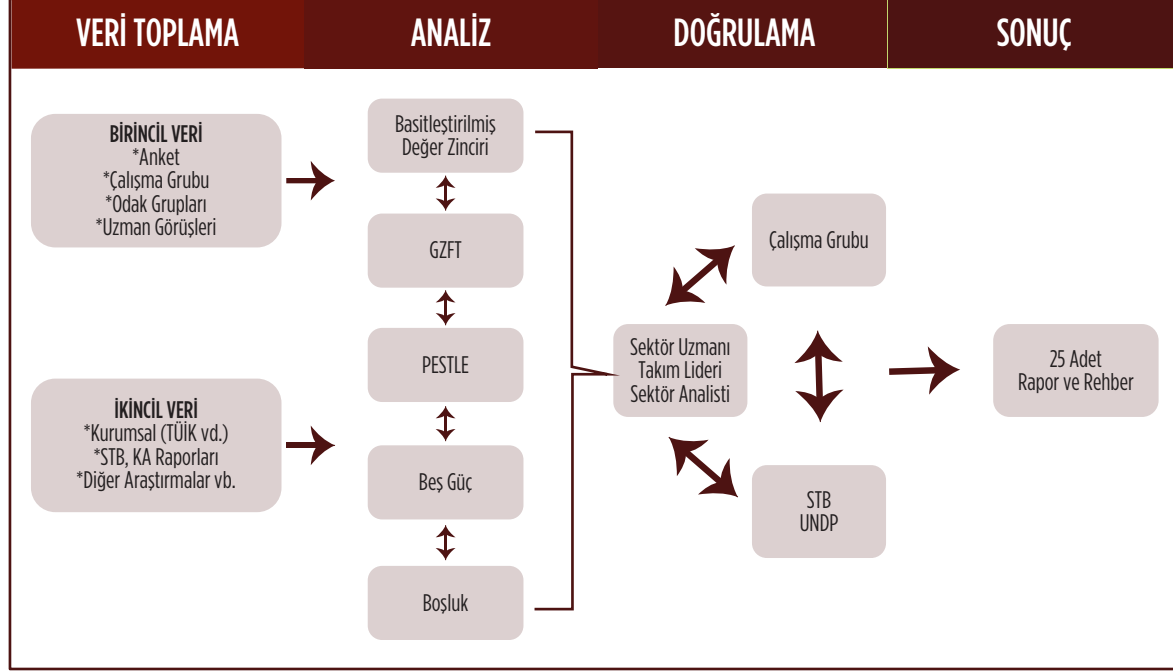 VERİ TOPLAMA
ANALİZ
DOĞRULAMA
SONUÇ
BİRİNCİL VERİ
*Anket
*Çalışma Grubu
*Odak Grupları
*Uzman Görüşleri
İKİNCİL VERİ
*Kurumsal (TÜİK vd.)
*STB, KA Raporları
*Diğer Araştırmalar vb.
Basitleştirilmiş
Değer Zinciri
GZFT
PESTLE
Beş Güç
Boşluk
Sektör Uzmanı
Takım Lideri
Sektör Analisti
Çalışma Grubu
STB
UNDP
25 Adet
Rapor ve Rehber